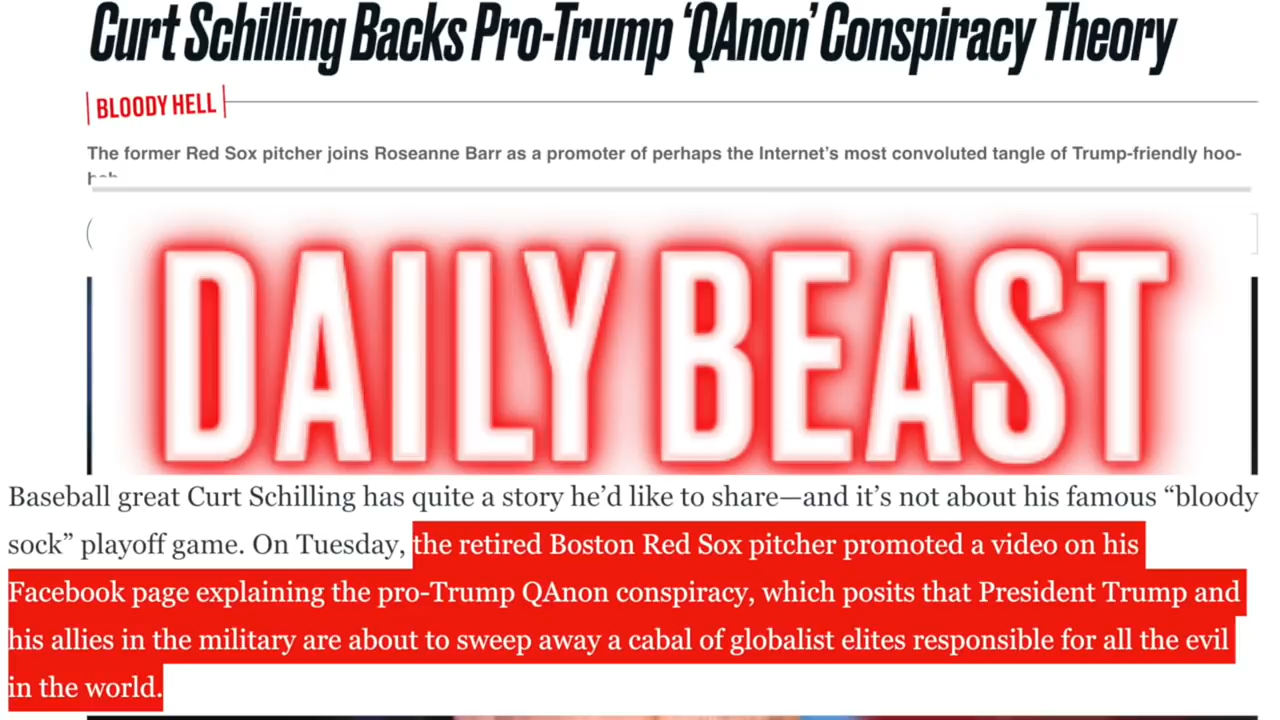 Curt Schilling Backs Pro-Trump ‘QAnon’ Conspiracy Theory
BLOODY HELL
The former Red Sox pitcher joins Roseanne Barr as a promoter of perhaps the Internet’s most convoluted tangle of Trump-friendly hoo-
DAILY BEAST
Baseball great Curt Schilling has quite a story he’d like to share—and it’s not about his famous “bloody
sock” playoff game. On Tuesday, the retired Boston Red Sox pitcher promoted a video on his
Facebook page explaining the pro-Trump QAnon conspiracy, which posits that President Trump and
his allies in the military are about to sweep away a cabal of globalist elites responsible for all the evil
in the world.